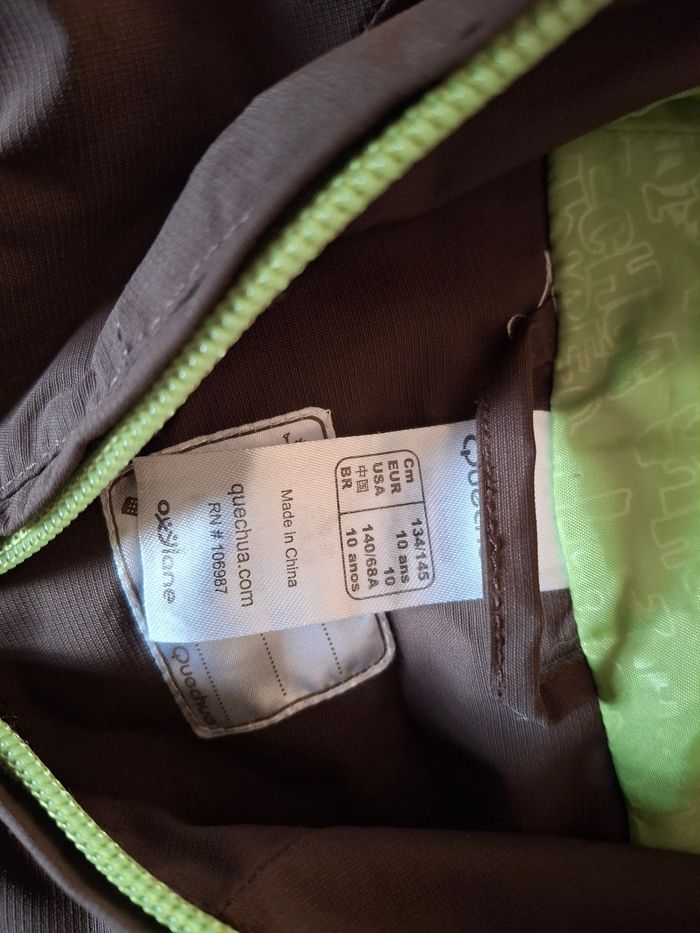 Quechua
Cm 134/145
EUR 10 ans
USA 10
中国 140/68A
BR 10 anos
Made in China
quechua.com
RN # 106987
oxylane
Quechua